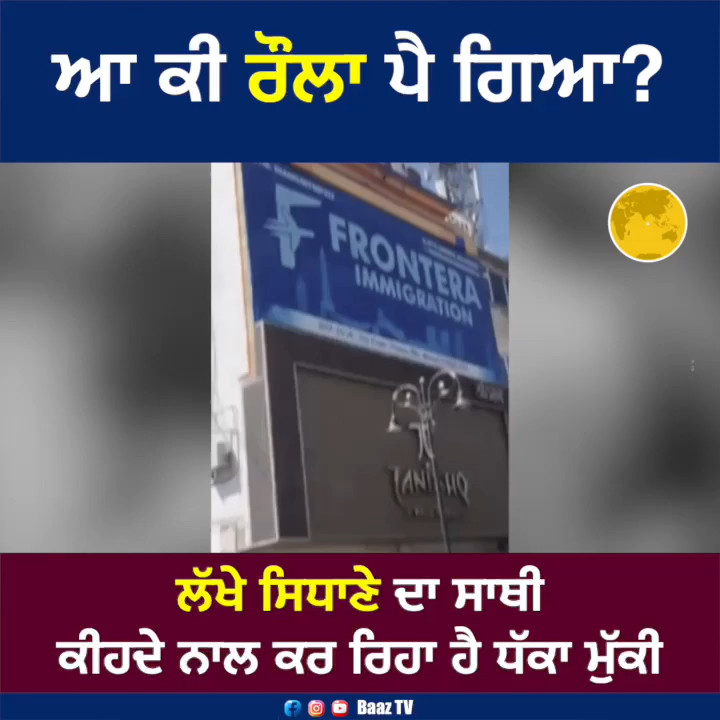 ਆ ਕੀ ਰੌਲਾ ਪੈ ਗਿਆ?
FRONTERA
IMMIGRATION
ਲੱਖੇ ਸਿਧਾਣੇ ਦਾ ਸਾਥੀ
ਕੀਹਦੇ ਨਾਲ ਕਰ ਰਿਹਾ ਹੈ ਧੱਕਾ ਮੁੱਕੀ
Baaz TV